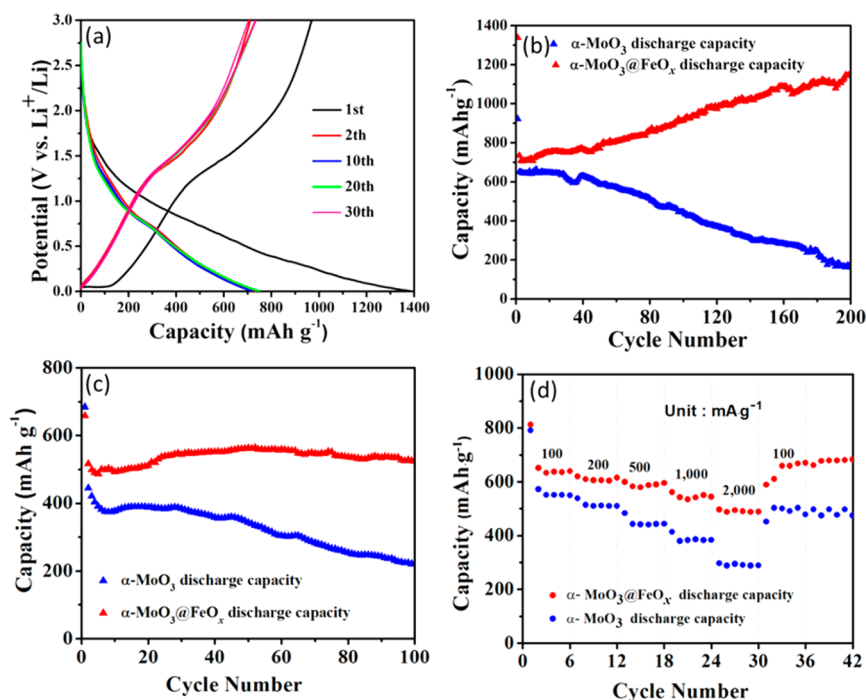 (a)
Potential (V vs. Li⁺/Li)
3.0
2.5
2.0
1.5
1.0
0.5
0.0
1st
2th
10th
20th
30th
0 200 400 600 800 1000 1400
Capacity (mAh g⁻¹)
(b)
Capacity (mAhg⁻¹)
1400
1200
1000
800
600
400
200
0
α-MoO₃ discharge capacity
α-MoO₃@FeOₓ discharge capacity
0 40 80 120 160 200
Cycle Number
(c)
Capacity (mAh g⁻¹)
800
600
400
200
0
α-MoO₃ discharge capacity
α-MoO₃@FeOₓ discharge capacity
0 20 40 60 80 100
Cycle Number
(d)
Capacity (mA·g⁻¹)
1000
800
600
400
200
0
Unit : mA.g⁻¹
100
200
500
1,000
2,000
100
α- MoO₃@FeOₓ discharge capacity
α- MoO₃ discharge capacity
0 6 12 18 24 30 36 42
Cycle Number